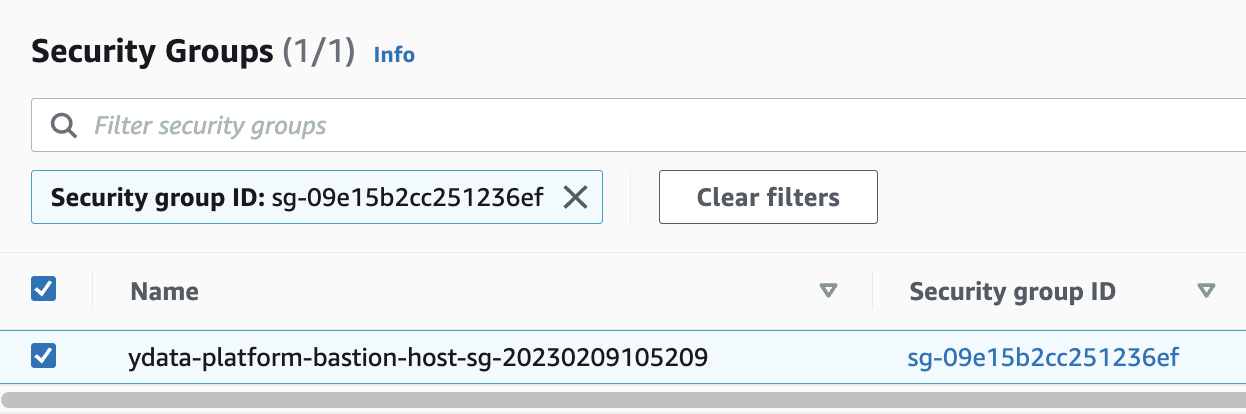 Security Groups (1/1) Info
Filter security groups
Security group ID: sg-09e15b2cc251236ef Clear filters
Name Security group ID
ydata-platform-bastion-host-sg-20230209105209 sg-09e15b2cc251236ef